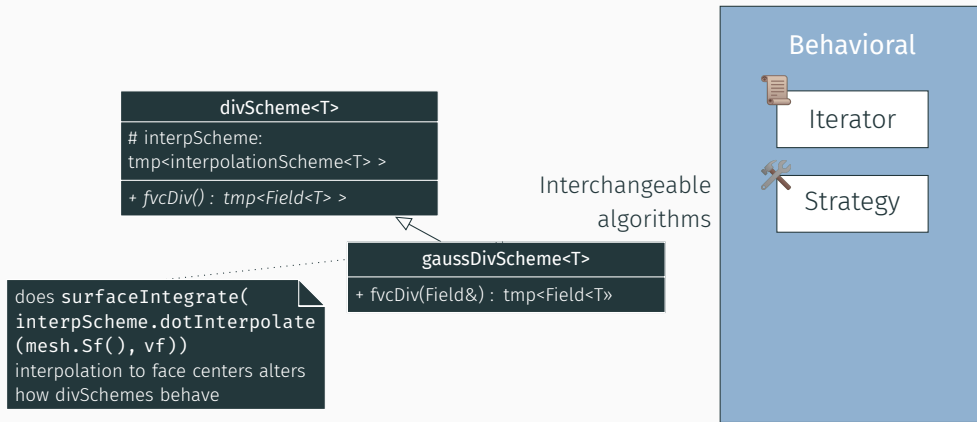 divScheme<T>
# interpScheme:
tmp<interpolationScheme<T> >
+ fvcDiv() : tmp<Field<T> >
Interchangeable
algorithms
gaussDivScheme<T>
+ fvcDiv(Field&) : tmp<Field<T»
does surfaceIntegrate(
interpScheme.dotInterpolate
(mesh.Sf(), vf))
interpolation to face centers alters
how divSchemes behave
Behavioral
Iterator
Strategy